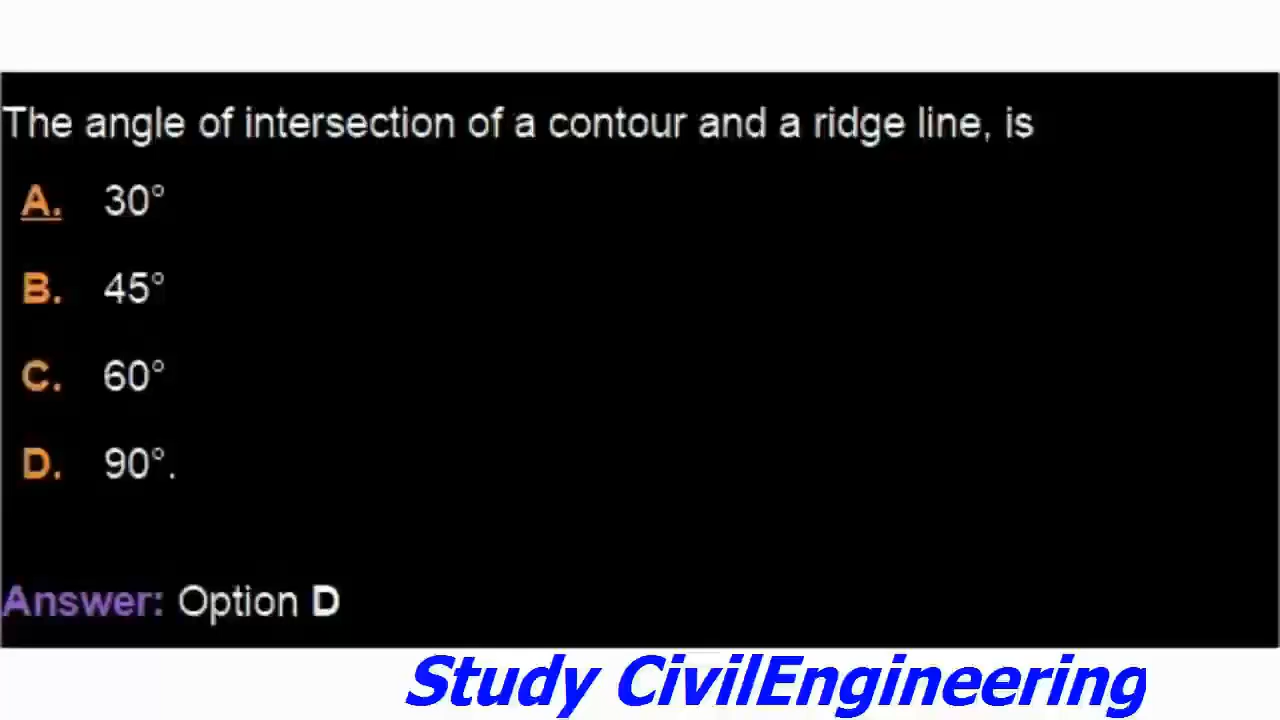 The angle of intersection of a contour and a ridge line, is
A. 30°
B. 45°
C. 60°
D. 90°.
Answer: Option D
Study CivilEngineering